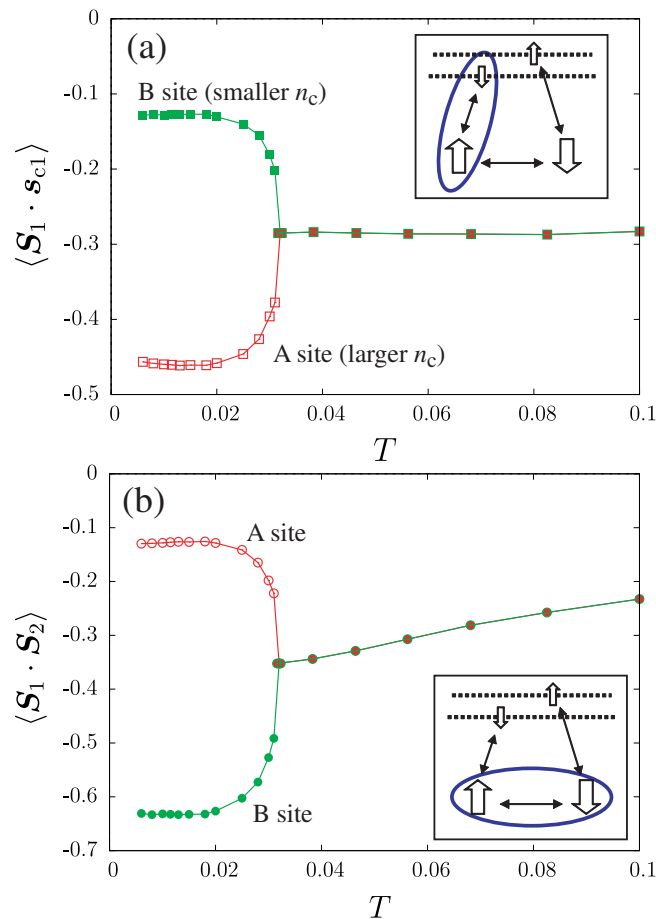 (a)
B site (smaller n_c)
A site (larger n_c)
⟨S₁ · s_c1⟩
0
-0.1
-0.2
-0.3
-0.4
-0.5
0 0.02 0.04 0.06 0.08 0.1
T
(b)
A site
B site
⟨S₁ · S₂⟩
0
-0.1
-0.2
-0.3
-0.4
-0.5
-0.6
-0.7
0 0.02 0.04 0.06 0.08 0.1
T